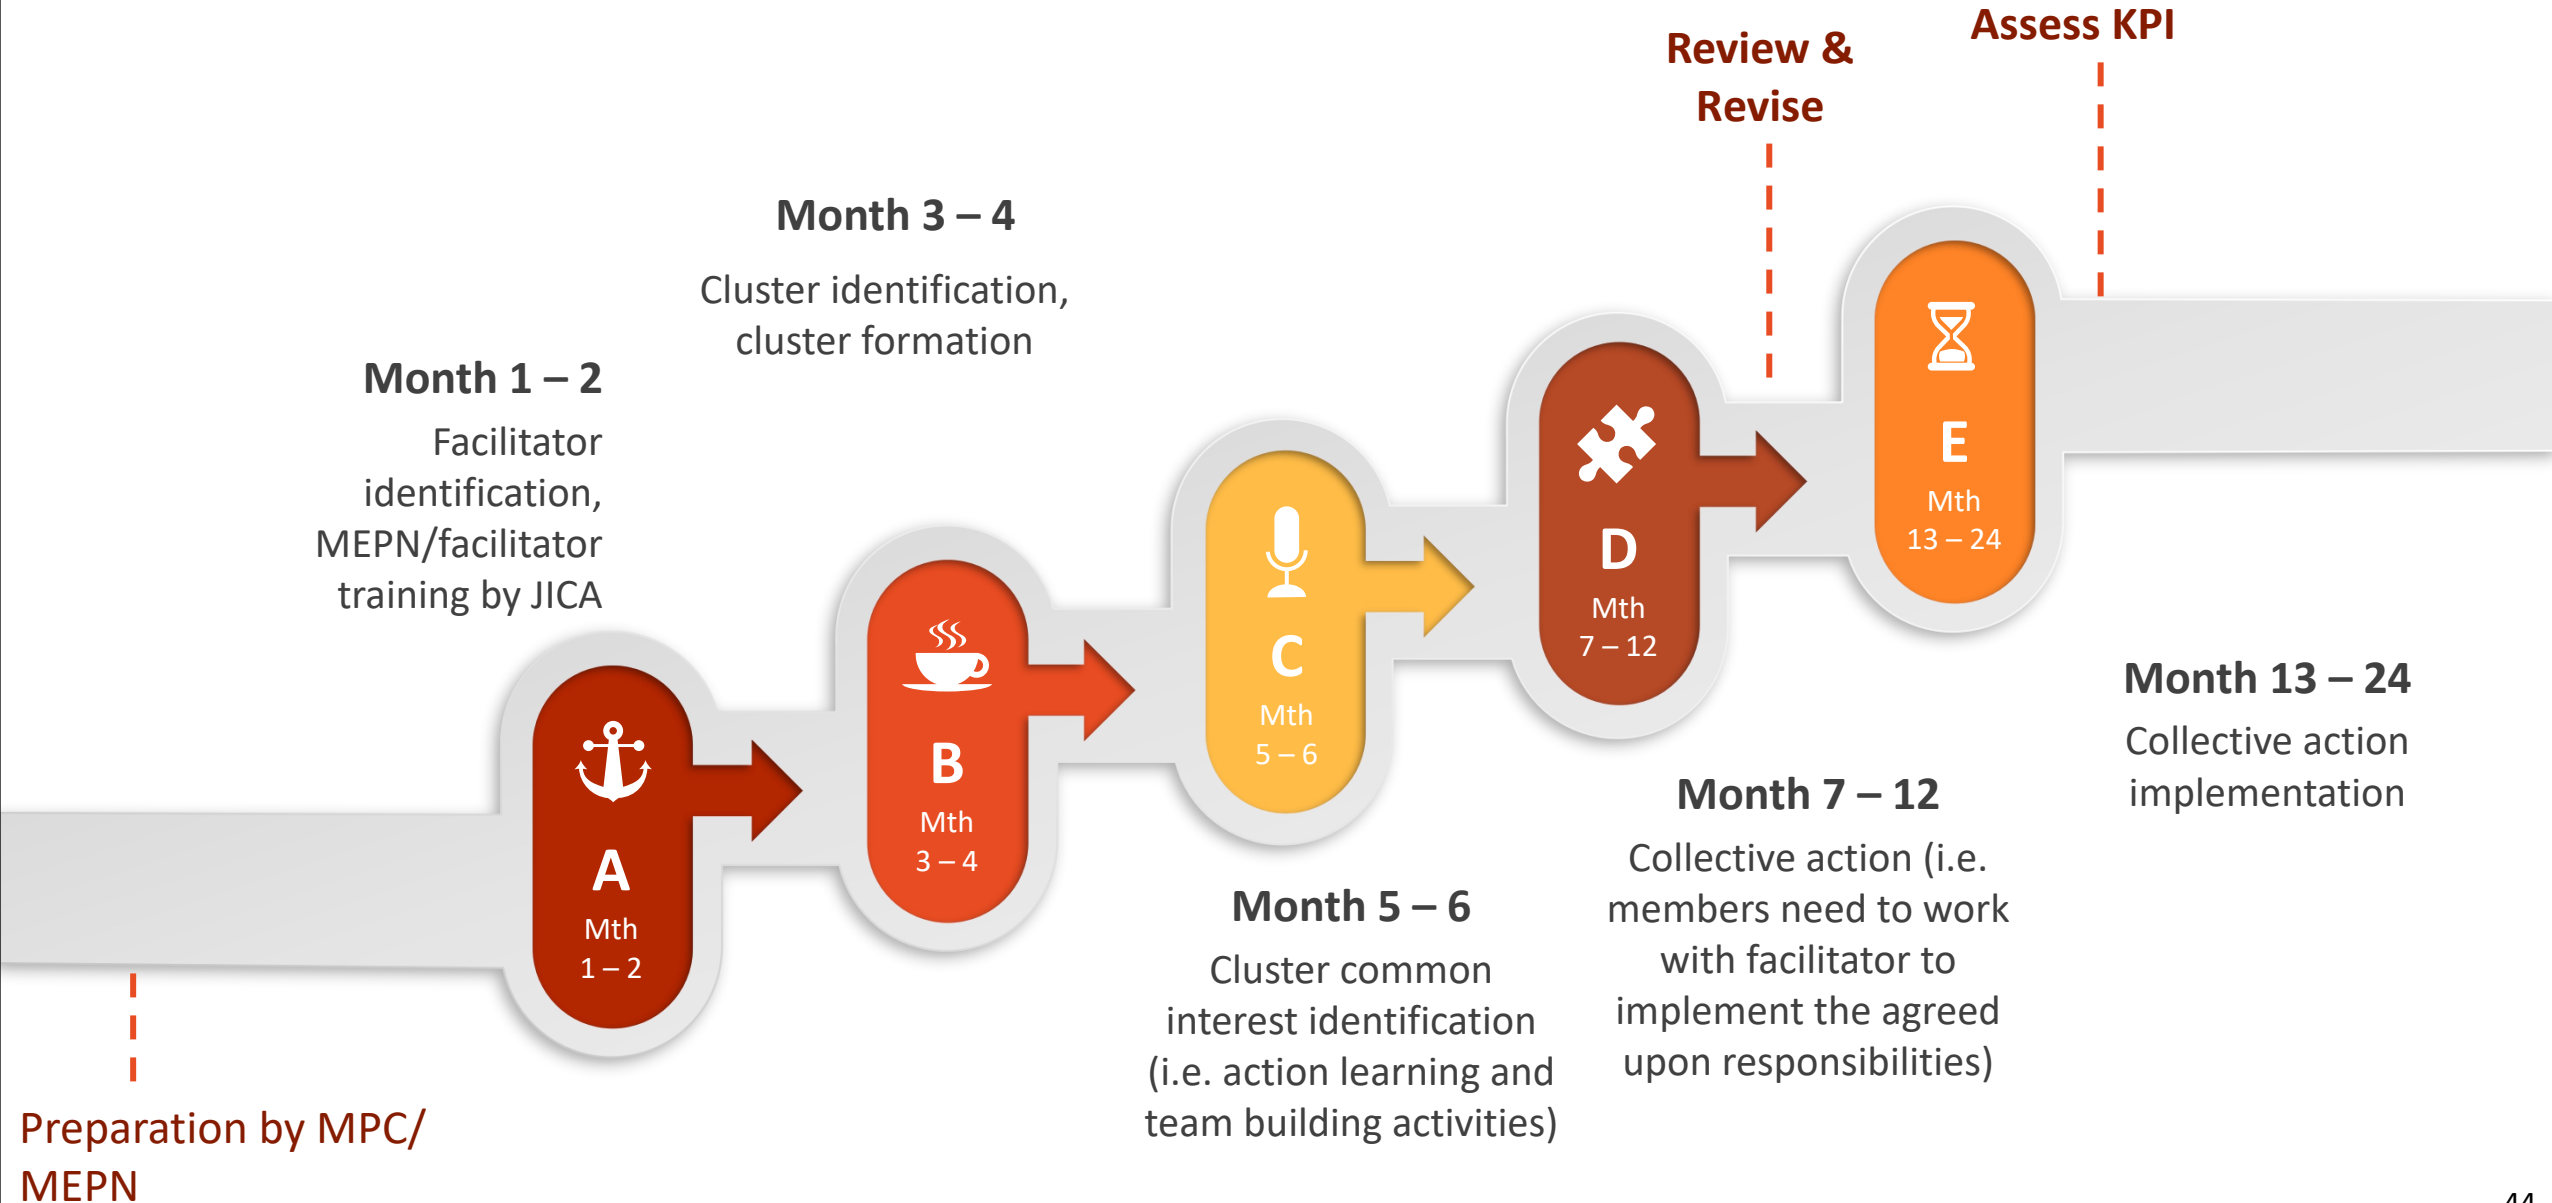 Assess KPI
Review &
Revise
Month 3 – 4
Cluster identification,
cluster formation
Month 1 – 2
Facilitator
identification,
MEPN/facilitator
training by JICA
A
Mth
1 – 2
B
Mth
3 – 4
C
Mth
5 – 6
D
Mth
7 – 12
E
Mth
13 – 24
Month 13 – 24
Collective action
implementation
Month 7 – 12
Collective action (i.e.
members need to work
with facilitator to
implement the agreed
upon responsibilities)
Month 5 – 6
Cluster common
interest identification
(i.e. action learning and
team building activities)
Preparation by MPC/
MEPN
44